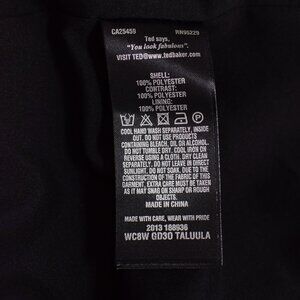 CA25459 RN95229
Ted says,
"You look fabulous".
VISIT TED@www.tedbaker.com
SHELL:
100% POLYESTER
CONTRAST:
100% POLYESTER
LINING:
100% POLYESTER
COOL HAND WASH SEPARATELY, INSIDE
OUT. DO NOT USE PRODUCTS
CONTAINING BLEACH, OIL OR ALCOHOL.
DO NOT TUMBLE DRY. COOL IRON ON
REVERSE USING A CLOTH. DRY CLEAN
SEPARATELY. DO NOT LEAVE IN DIRECT
SUNLIGHT. DO NOT SOAK. DUE TO THE
CONSTRUCTION OF THE FABRIC OF THIS
GARMENT, EXTRA CARE MUST BE TAKEN
AS IT MAY SNAG ON SHARP OR ROUGH
OBJECTS.
MADE IN CHINA
MADE WITH CARE, WEAR WITH PRIDE
2013 188936
WC8W GD30 TALUULA